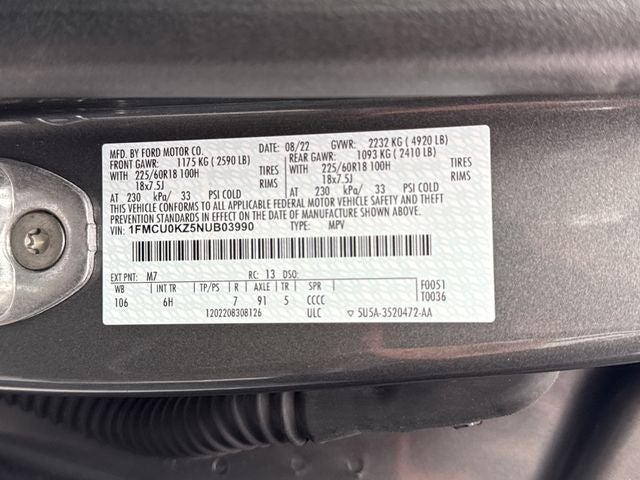 MFD. BY FORD MOTOR CO. DATE: 08/22 GVWR: 2232 KG ( 4920 LB)
FRONT GAWR: 1175 KG ( 2590 LB) REAR GAWR: 1093 KG ( 2410 LB)
WITH 225/60R18 100H TIRES WITH 225/60R18 100H TIRES
18x7.5J RIMS 18x7.5J RIMS
AT 230 kPa/ 33 PSI COLD AT 230 kPa/ 33 PSI COLD
THIS VEHICLE CONFORMS TO ALL APPLICABLE FEDERAL MOTOR VEHICLE SAFETY, BUMPER, AND THEFT
PREVENTION STANDARDS IN EFFECT ON THE DATE OF MANUFACTURE SHOWN ABOVE.
VIN: 1FMCU0KZ5NUB03990 TYPE: MPV
EXT PNT: M7 RC: 13 DSO:
WB INT TR TP/PS R AXLE TR SPR F0051
106 6H 7 91 5 CCCC T0036
1202208308126 ULC ▽ 5U5A-3520472-AA